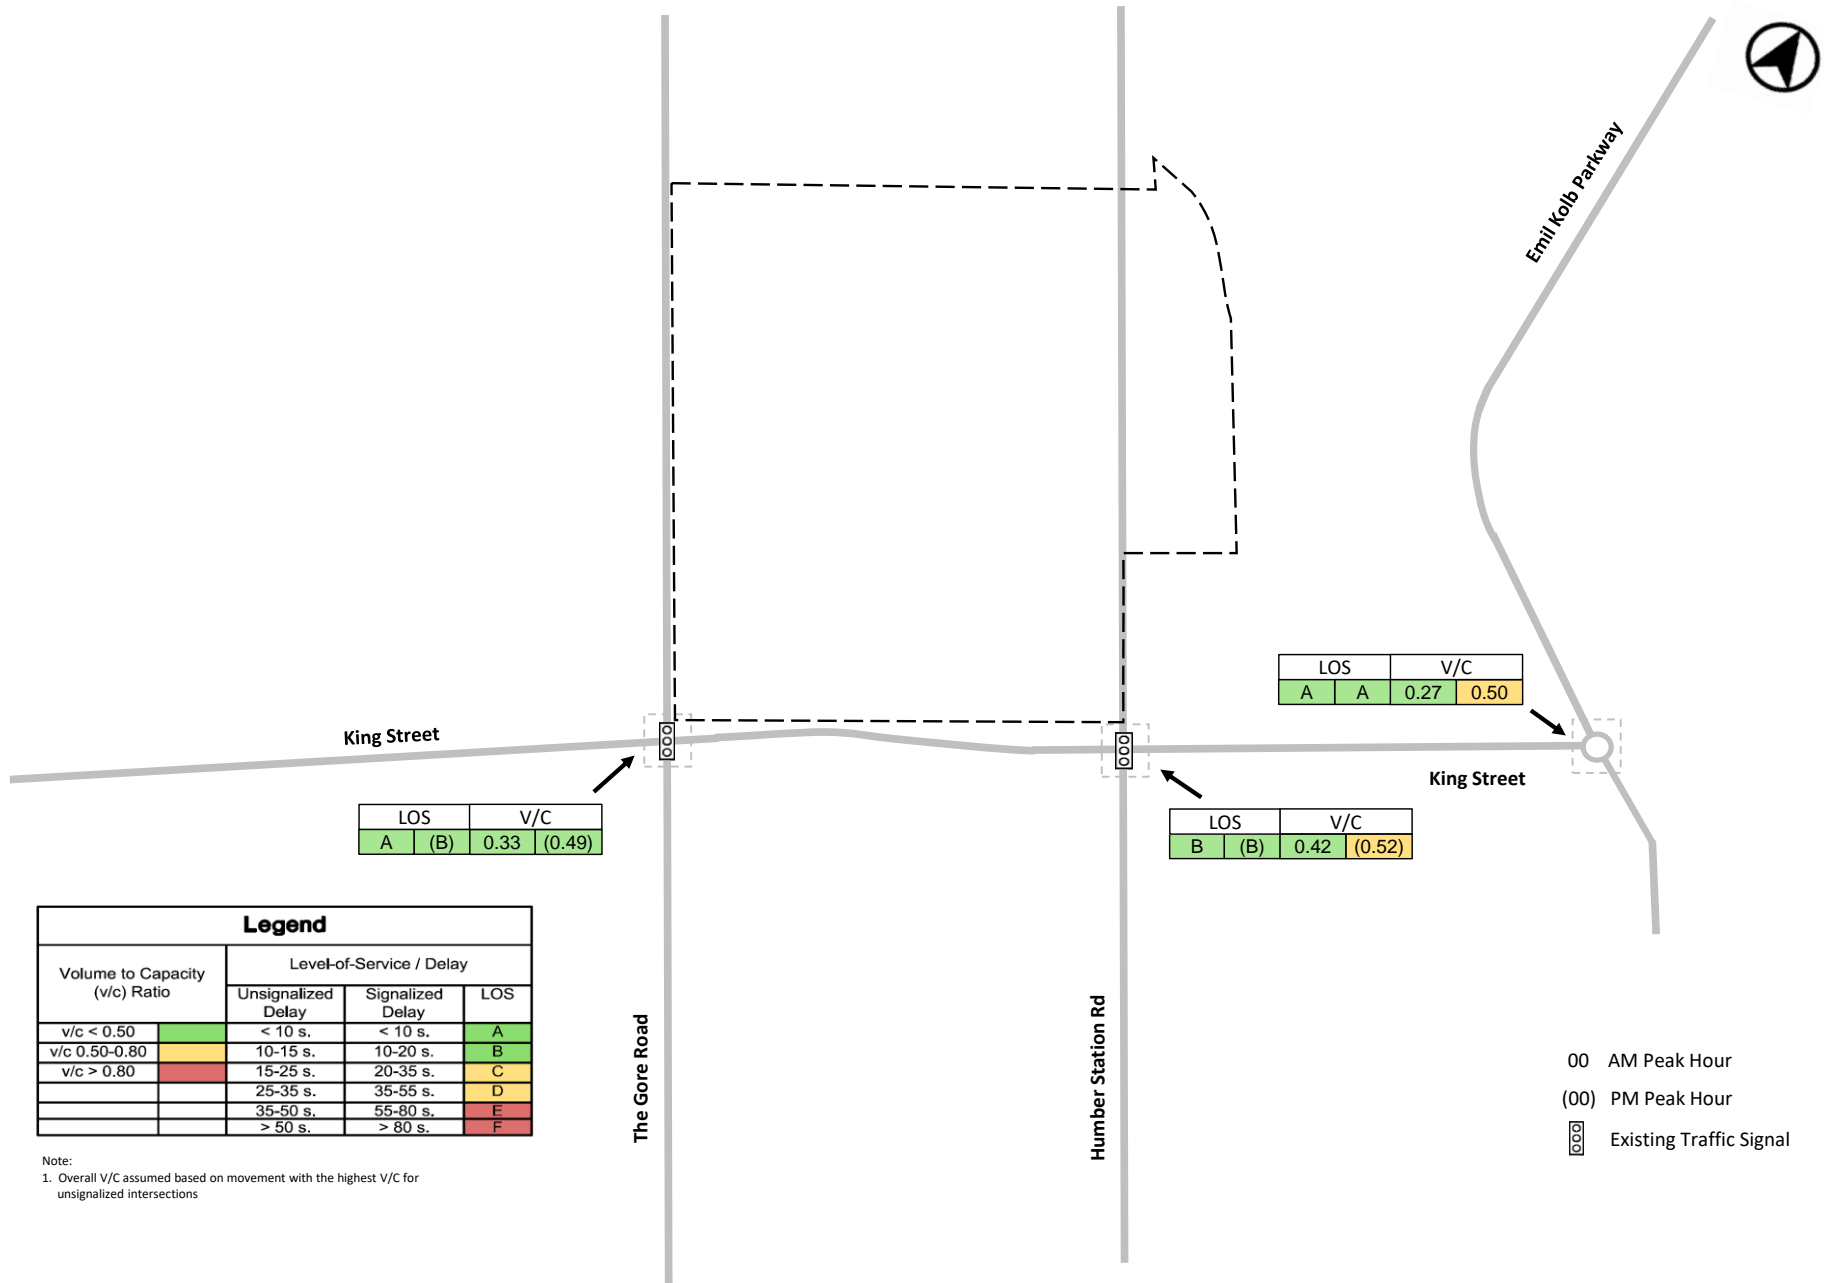 Emil Kolb Parkway
LOS V/C
A A 0.27 0.50
King Street
King Street
LOS V/C
A (B) 0.33 (0.49)
LOS V/C
B (B) 0.42 (0.52)
Legend
Volume to Capacity
(v/c) Ratio
Level-of-Service / Delay
Unsignalized
Delay
Signalized
Delay
LOS
v/c < 0.50 < 10 s. < 10 s. A
v/c 0.50-0.80 10-15 s. 10-20 s. B
v/c > 0.80 15-25 s. 20-35 s. C
25-35 s. 35-55 s. D
35-50 s. 55-80 s. E
> 50 s. > 80 s. F
Note:
1. Overall V/C assumed based on movement with the highest V/C for
unsignalized intersections
The Gore Road
Humber Station Rd
00 AM Peak Hour
(00) PM Peak Hour
Existing Traffic Signal